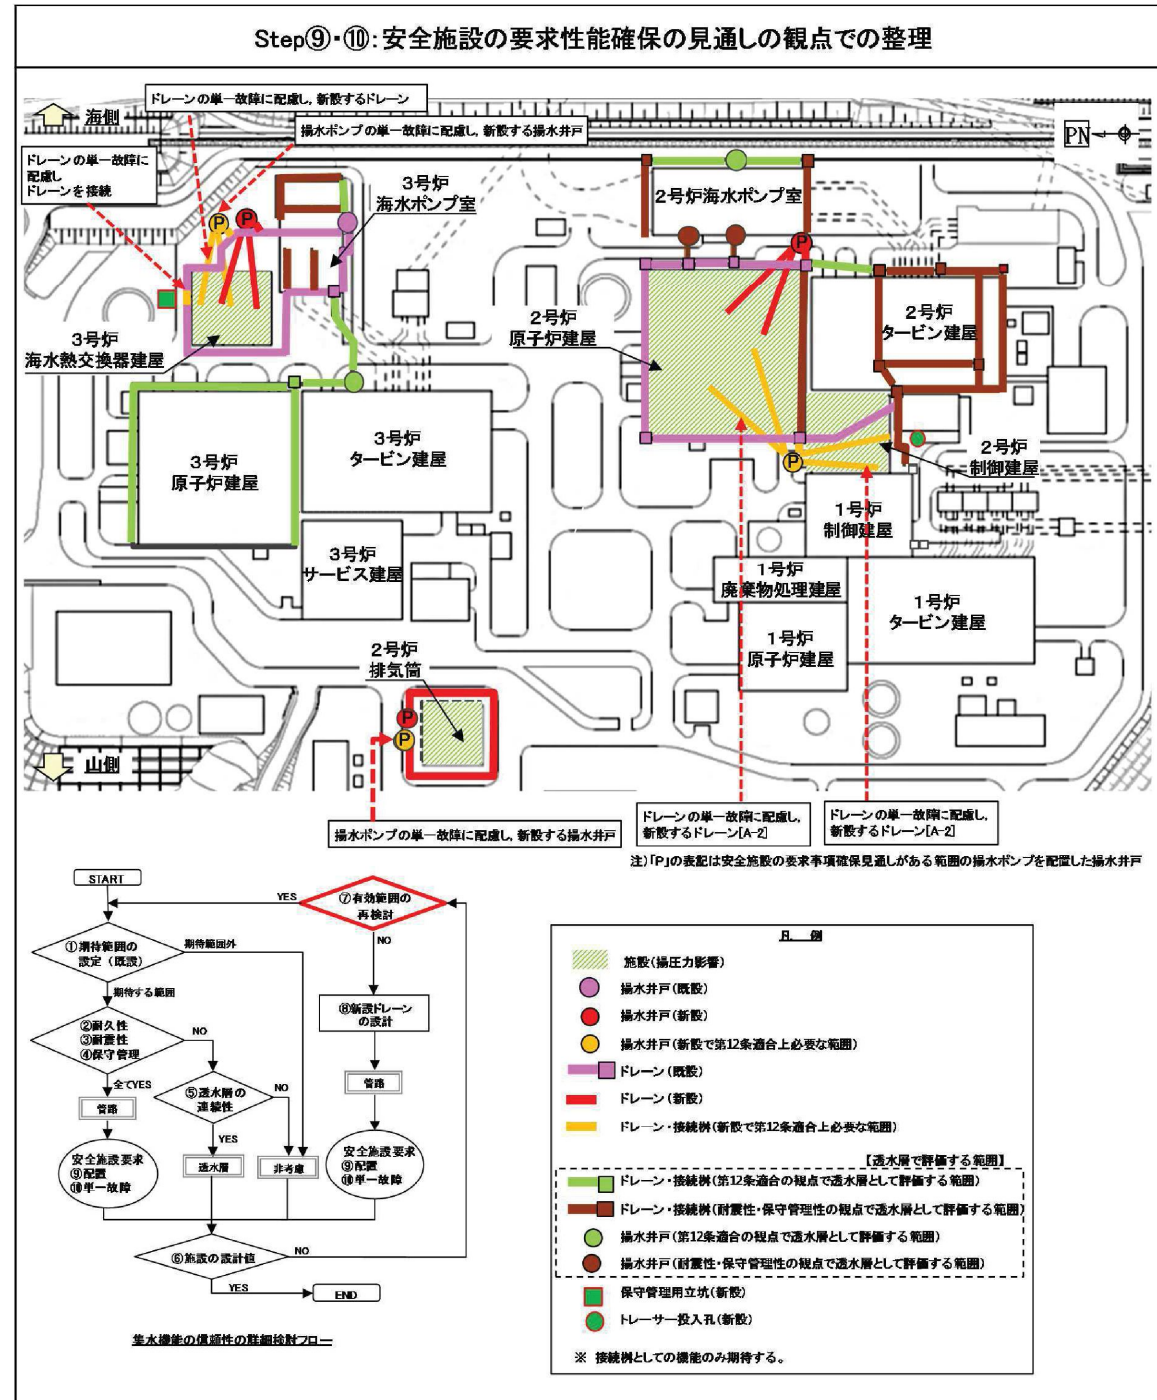 Step⑨・⑩：安全施設の要求性能確保の見通しの観点での整理
ドレーンの単一故障に配慮し，新設するドレーン
海側
揚水ポンプの単一故障に配慮し，新設する揚水井戸
PN
ドレーンの単一故障に
配慮し
ドレーンを接続
3号炉
海水ポンプ室
2号炉海水ポンプ室
P
P
P
3号炉
海水熱交換器建屋
2号炉
原子炉建屋
2号炉
タービン建屋
3号炉
原子炉建屋
3号炉
タービン建屋
P
2号炉
制御建屋
1号炉
制御建屋
3号炉
サービス建屋
1号炉
廃棄物処理建屋
1号炉
タービン建屋
1号炉
原子炉建屋
2号炉
排気筒
P
P
山側
揚水ポンプの単一故障に配慮し，新設する揚水井戸
ドレーンの単一故障に配慮し，
新設するドレーン[A-2]
ドレーンの単一故障に配慮し，
新設するドレーン[A-2]
注）「P」の表記は安全施設の要求事項確保見通しがある範囲の揚水ポンプを配置した揚水井戸
START
YES
⑦有効範囲の
再検討
NO
①期待範囲の
設定（既設）
期待範囲外
期待する範囲
⑧新設ドレーン
の設計
②耐久性
③耐震性
④保守管理
NO
全てYES
管路
⑤透水層の
連続性
NO
管路
YES
安全施設要求
⑨配置
⑩単一故障
透水層
非考慮
安全施設要求
⑨配置
⑩単一故障
⑥施設の設計値
NO
YES
END
集水機能の信頼性の詳細検討フロー
凡　例
施設（揚圧力影響）
揚水井戸（既設）
揚水井戸（新設）
揚水井戸（新設で第12条適合上必要な範囲）
ドレーン（既設）
ドレーン（新設）
ドレーン・接続桝（新設で第12条適合上必要な範囲）
【透水層で評価する範囲】
ドレーン・接続桝（第12条適合の観点で透水層として評価する範囲）
ドレーン・接続桝（耐震性・保守管理性の観点で透水層として評価する範囲）
揚水井戸（第12条適合の観点で透水層として評価する範囲）
揚水井戸（耐震性・保守管理性の観点で透水層として評価する範囲）
保守管理用立坑（新設）
トレーサー投入孔（新設）
※ 接続桝としての機能のみ期待する。